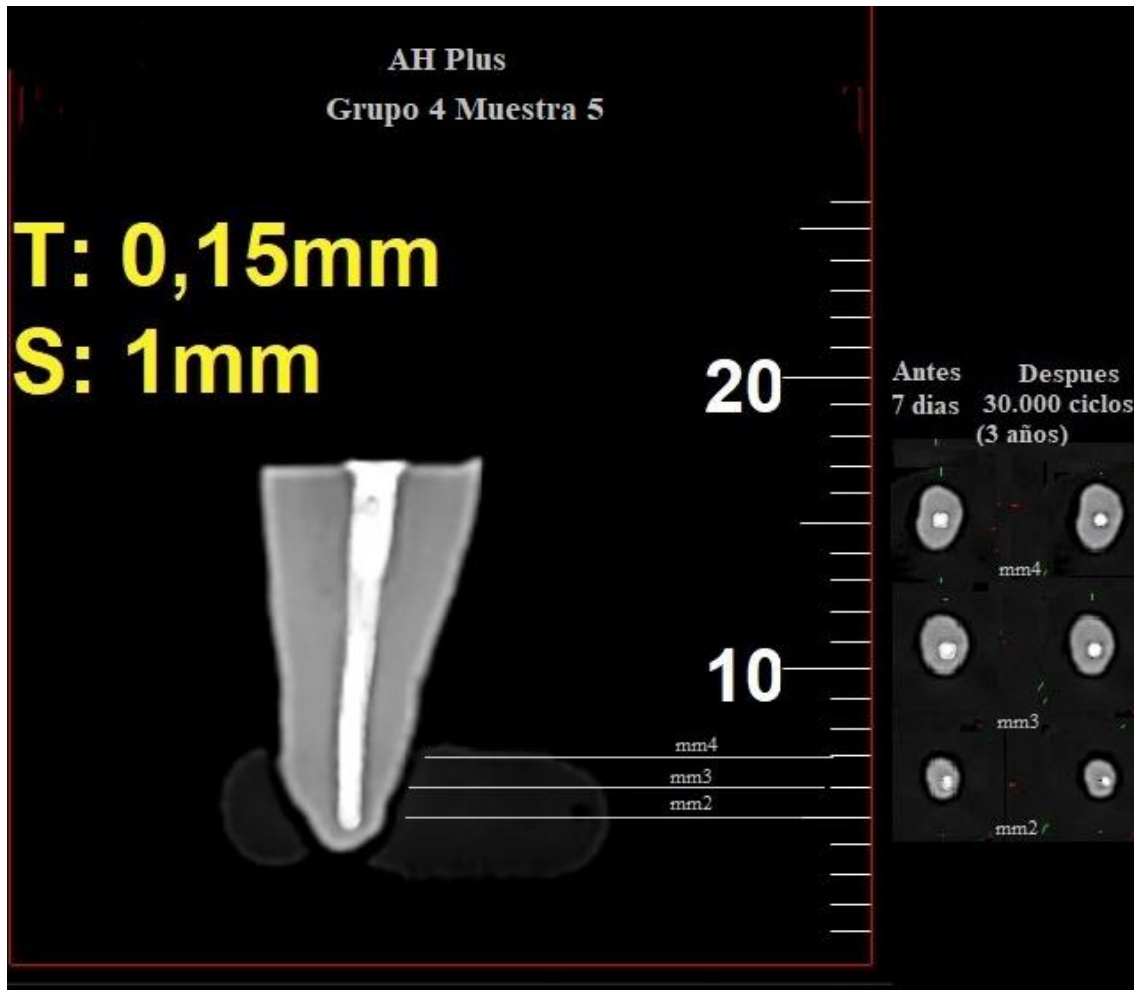 AH Plus
Grupo 4 Muestra 5
T: 0,15mm
S: 1mm
20
10
mm4
mm3
mm2
Antes
7 dias
Despues
30.000 ciclos
(3 años)
mm4
mm3
mm2